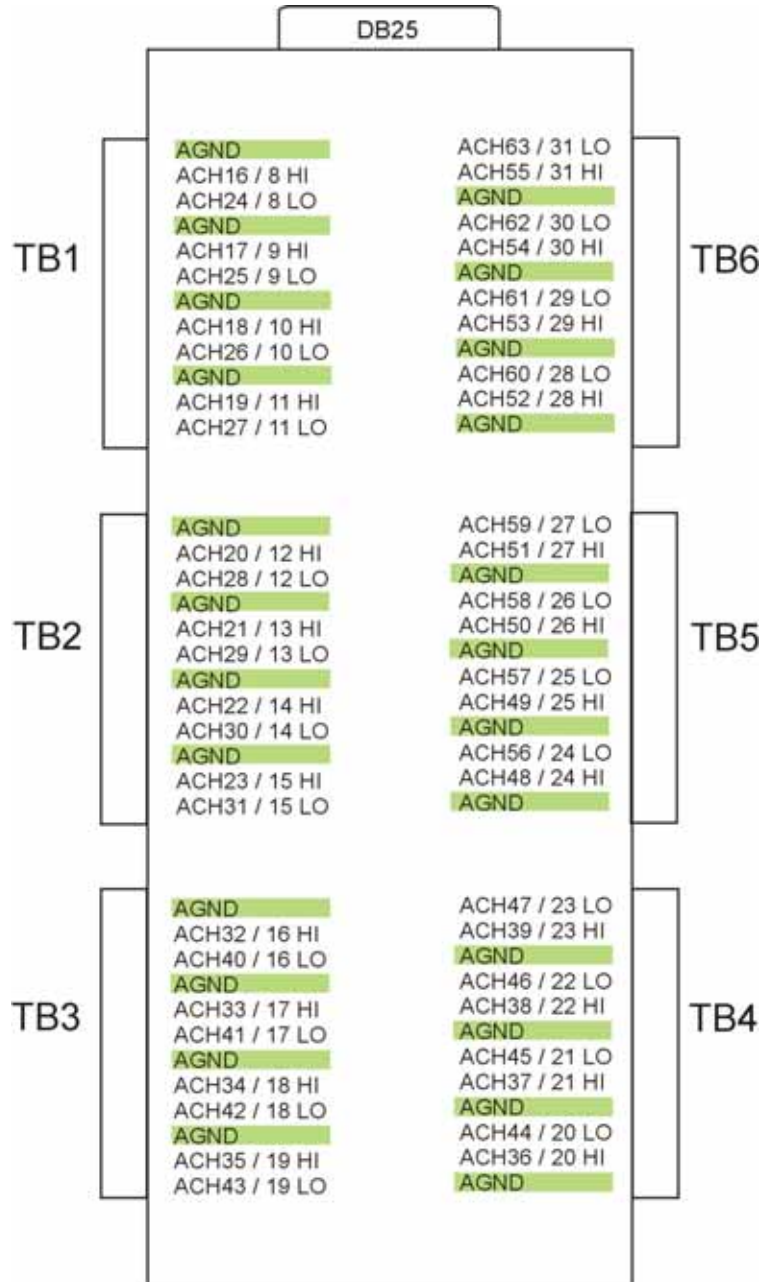 DB25
TB1
AGND
ACH16 / 8 HI
ACH24 / 8 LO
AGND
ACH17 / 9 HI
ACH25 / 9 LO
AGND
ACH18 / 10 HI
ACH26 / 10 LO
AGND
ACH19 / 11 HI
ACH27 / 11 LO
TB6
ACH63 / 31 LO
ACH55 / 31 HI
AGND
ACH62 / 30 LO
ACH54 / 30 HI
AGND
ACH61 / 29 LO
ACH53 / 29 HI
AGND
ACH60 / 28 LO
ACH52 / 28 HI
AGND
TB2
AGND
ACH20 / 12 HI
ACH28 / 12 LO
AGND
ACH21 / 13 HI
ACH29 / 13 LO
AGND
ACH22 / 14 HI
ACH30 / 14 LO
AGND
ACH23 / 15 HI
ACH31 / 15 LO
TB5
ACH59 / 27 LO
ACH51 / 27 HI
AGND
ACH58 / 26 LO
ACH50 / 26 HI
AGND
ACH57 / 25 LO
ACH49 / 25 HI
AGND
ACH56 / 24 LO
ACH48 / 24 HI
AGND
TB3
AGND
ACH32 / 16 HI
ACH40 / 16 LO
AGND
ACH33 / 17 HI
ACH41 / 17 LO
AGND
ACH34 / 18 HI
ACH42 / 18 LO
AGND
ACH35 / 19 HI
ACH43 / 19 LO
TB4
ACH47 / 23 LO
ACH39 / 23 HI
AGND
ACH46 / 22 LO
ACH38 / 22 HI
AGND
ACH45 / 21 LO
ACH37 / 21 HI
AGND
ACH44 / 20 LO
ACH36 / 20 HI
AGND